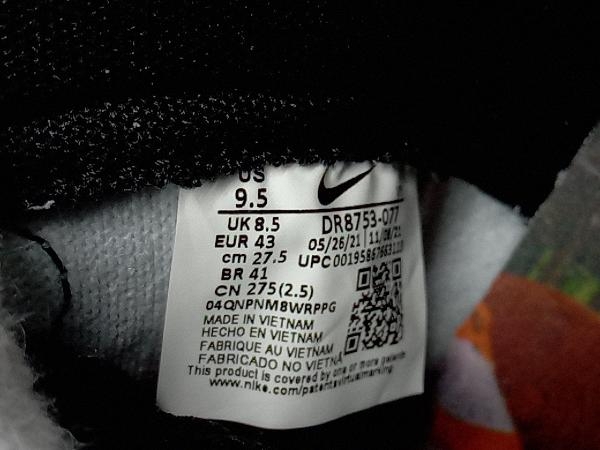 US
9.5
UK 8.5
EUR 43
cm 27.5
BR 41
CN 275(2.5)
DR8753-077
05/26/21 11/08/21
UPC
04QNPNM8WRPPG
MADE IN VIETNAM
HECHO EN VIETNAM
FABRIQUE AU VIETNAM
FABRICADO NO VIETNA
This product is covered by one or more patents
www.nike.com/patentsvirtualmarking